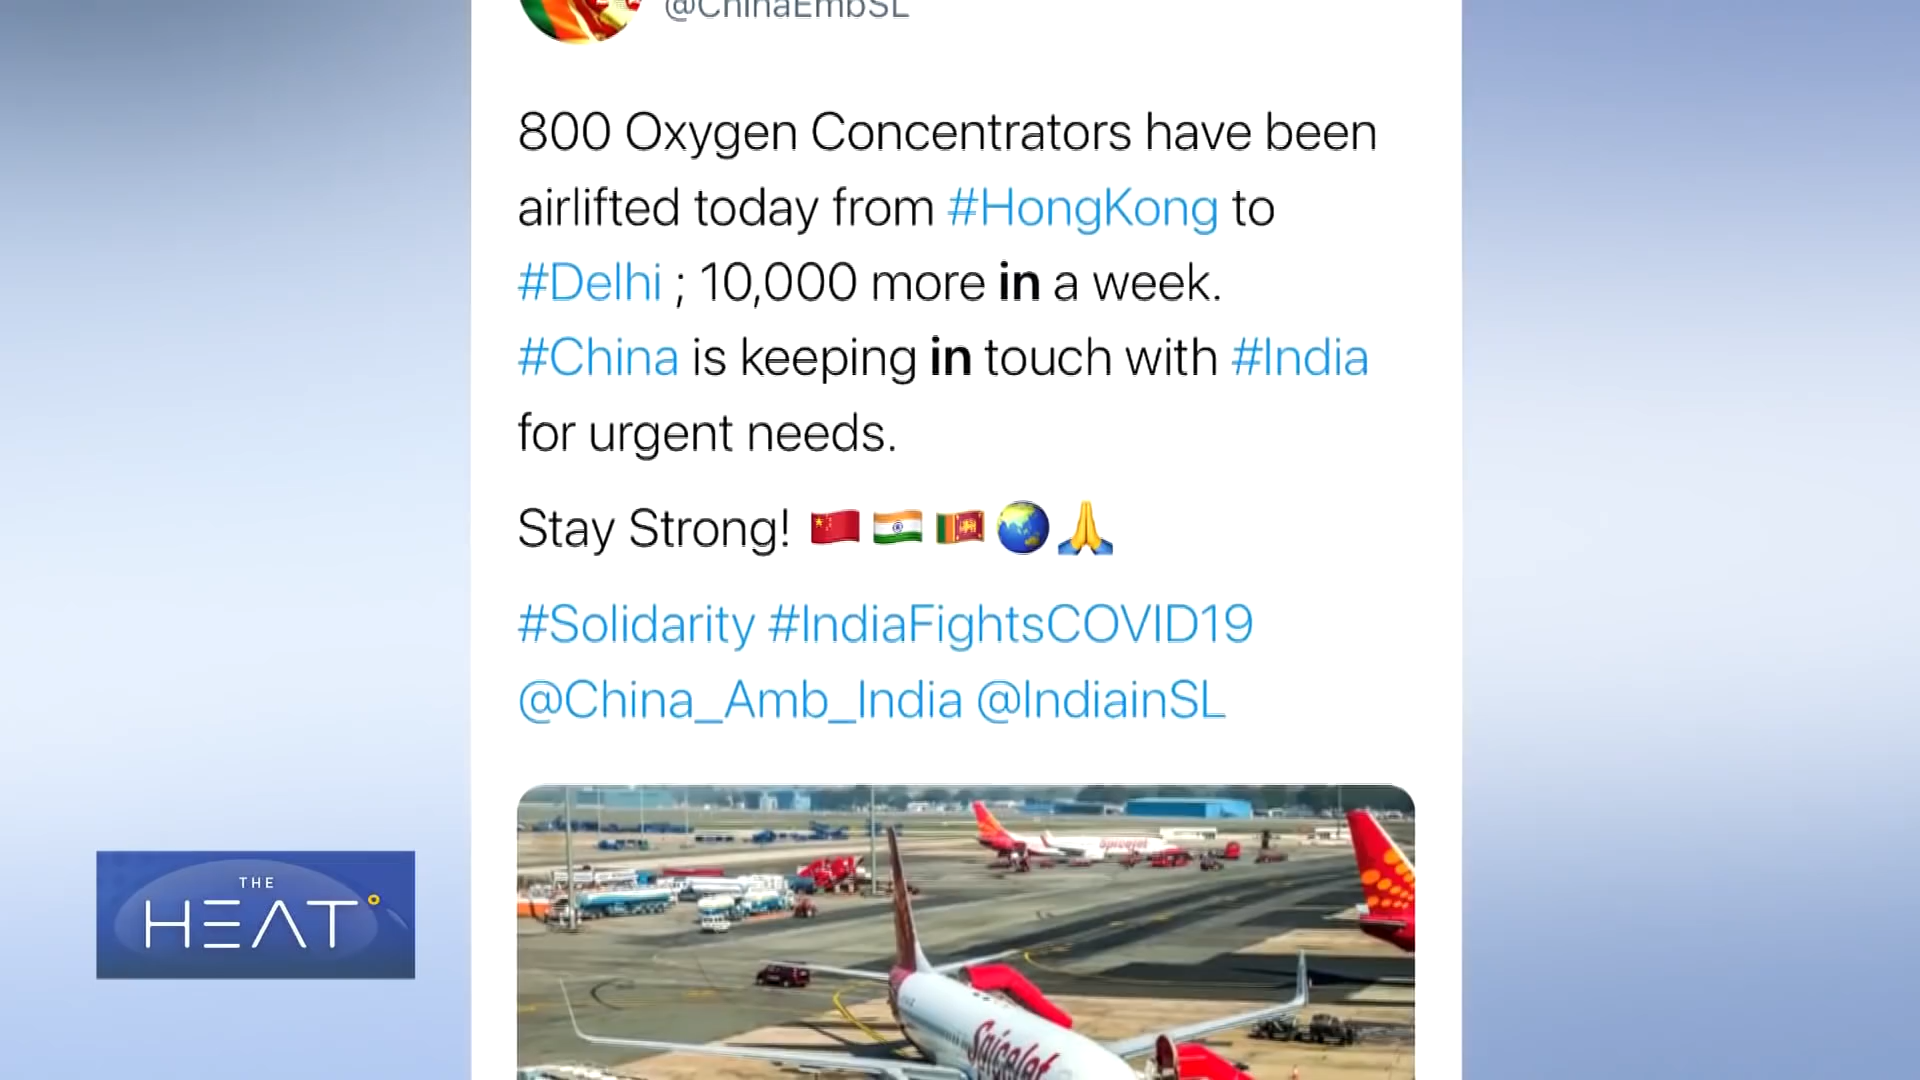 @ChinaEmbSL
800 Oxygen Concentrators have been
airlifted today from #HongKong to
#Delhi ; 10,000 more in a week.
#China is keeping in touch with #India
for urgent needs.
Stay Strong! 🇨🇳 🇮🇳 🇱🇰 🌏 🙏
#Solidarity #IndiaFightsCOVID19
@China_Amb_India @IndiainSL
SpiceJet
THE
HEAT
SpiceJet